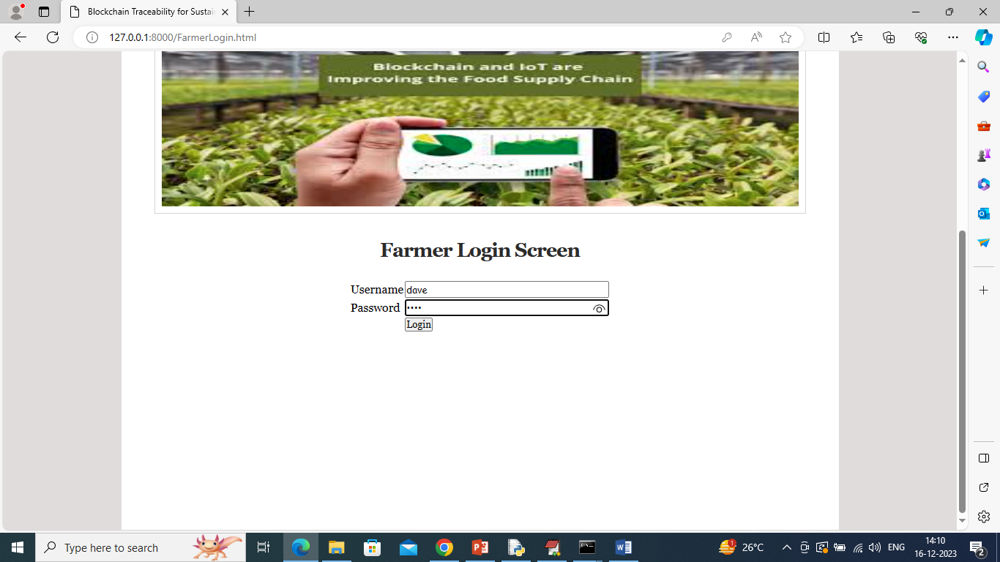 Blockchain Traceability for Sustai
127.0.0.1:8000/FarmerLogin.html
Blockchain and IoT are
Improving the Food Supply Chain
Farmer Login Screen
Username dave
Password ••••
Login
Type here to search
26°C
ENG
14:10
16-12-2023
1
2